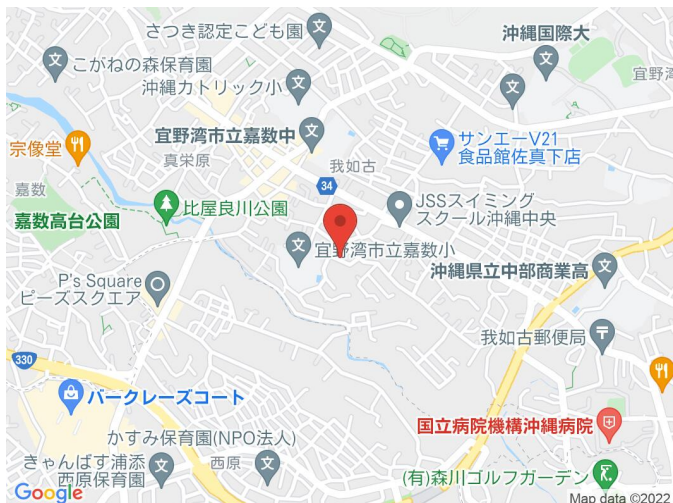 さつき認定こども園
沖縄国際大
こがねの森保育園
沖縄カトリック小
宜野湾
宜野湾市立嘉数中
サンエーV21
食品館佐真下店
宗像堂
真栄原
我如古
嘉数
34
比屋良川公園
JSSスイミング
スクール沖縄中央
嘉数高台公園
宜野湾市立嘉数小
沖縄県立中部商業高
P's Square
ピーズスクエア
我如古郵便局
330
バークレーズコート
国立病院機構沖縄病院
かすみ保育園(NPO法人)
きゃんぱす浦添
西原保育園
西原
(有)森川ゴルフガーデン
Google
Map data ©2022